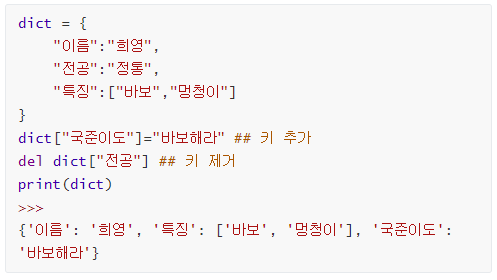 dict = {
    "이름":"희영",
    "전공":"정통",
    "특징":["바보","멍청이"]
}
dict["국준이도"]="바보해라" ## 키 추가
del dict["전공"] ## 키 제거
print(dict)
>>>
{'이름': '희영', '특징': ['바보', '멍청이'], '국준이도':
'바보해라'}